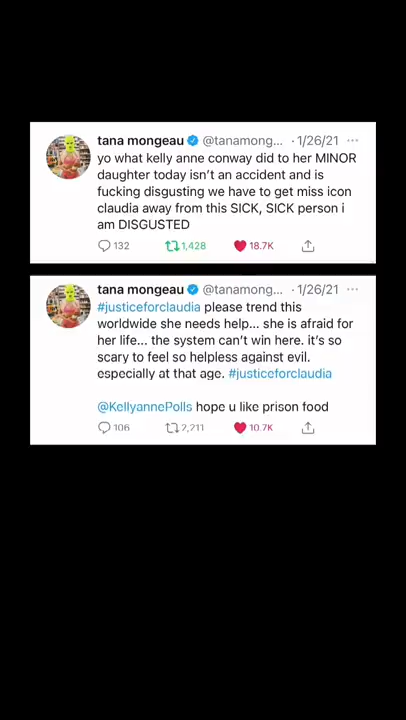 tana mongeau @tanamong... · 1/26/21 ···
yo what kelly anne conway did to her MINOR
daughter today isn't an accident and is
fucking disgusting we have to get miss icon
claudia away from this SICK, SICK person i
am DISGUSTED
132 1,428 18.7K
tana mongeau @tanamong... · 1/26/21 ···
#justiceforclaudia please trend this
worldwide she needs help... she is afraid for
her life... the system can't win here. it's so
scary to feel so helpless against evil.
especially at that age. #justiceforclaudia
@KellyannePolls hope u like prison food
106 2,211 10.7K